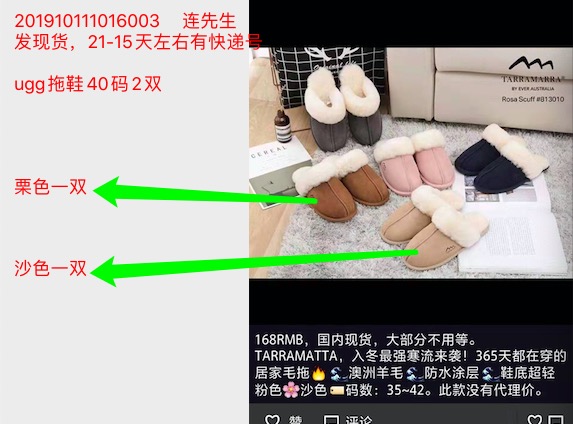 201910111016003 连先生
发现货，21-15天左右有快递号
ugg拖鞋40码2双
栗色一双
沙色一双
TARRAMARRA®
BY EVER AUSTRALIA
Rosa Scuff #813010
CEREAL
168RMB，国内现货，大部分不用等。
TARRAMATTA，入冬最强寒流来袭！365天都在穿的
居家毛拖🔥🌊澳洲羊毛🌊防水涂层🌊鞋底超轻
粉色🌸沙色🏷️码数：35~42。此款没有代理价。
赞 评论